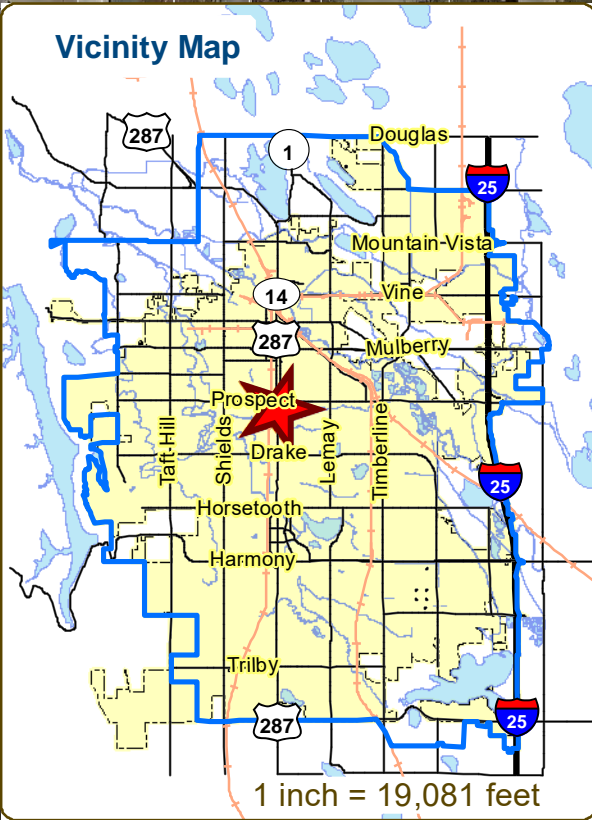 Vicinity Map
287
Douglas
1
25
Mountain-Vista
14
Vine
287
Mulberry
Prospect
Taft-Hill
Shields
Lemay
Timberline
Drake
25
Horsetooth
Harmony
Trilby
287
25
1 inch = 19,081 feet